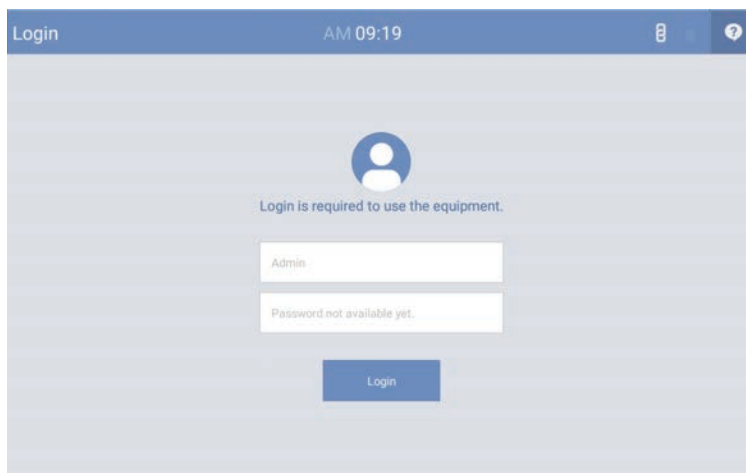 Login
AM 09:19
Login is required to use the equipment.
Admin
Password not available yet.
Login